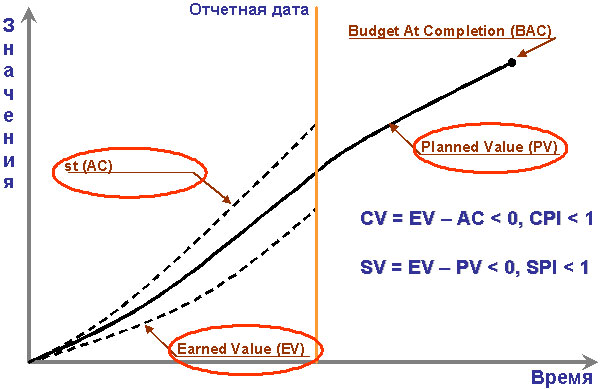 Отчетная дата
Значения
Budget At Completion (BAC)
st (AC)
Planned Value (PV)
CV = EV – AC < 0, CPI < 1
SV = EV – PV < 0, SPI < 1
Earned Value (EV)
Время